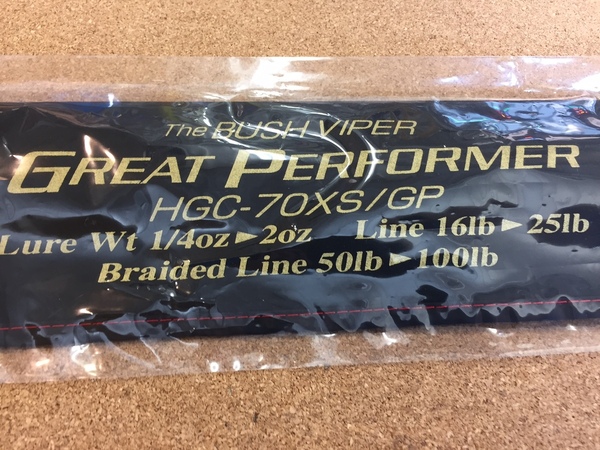 The BUSH VIPER
GREAT PERFORMER
HGC-70XS/GP
Lure Wt 1/4oz►2oz Line 16lb►25lb
Braided Line 50lb►100lb